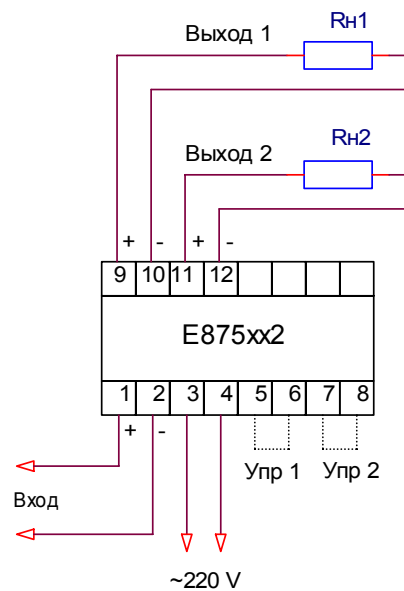 Выход 1
Rн1
Выход 2
Rн2
+ - + -
9 10 11 12
E875xx2
1 2 3 4 5 6 7 8
+ -
Упр 1 Упр 2
Вход
~220 V